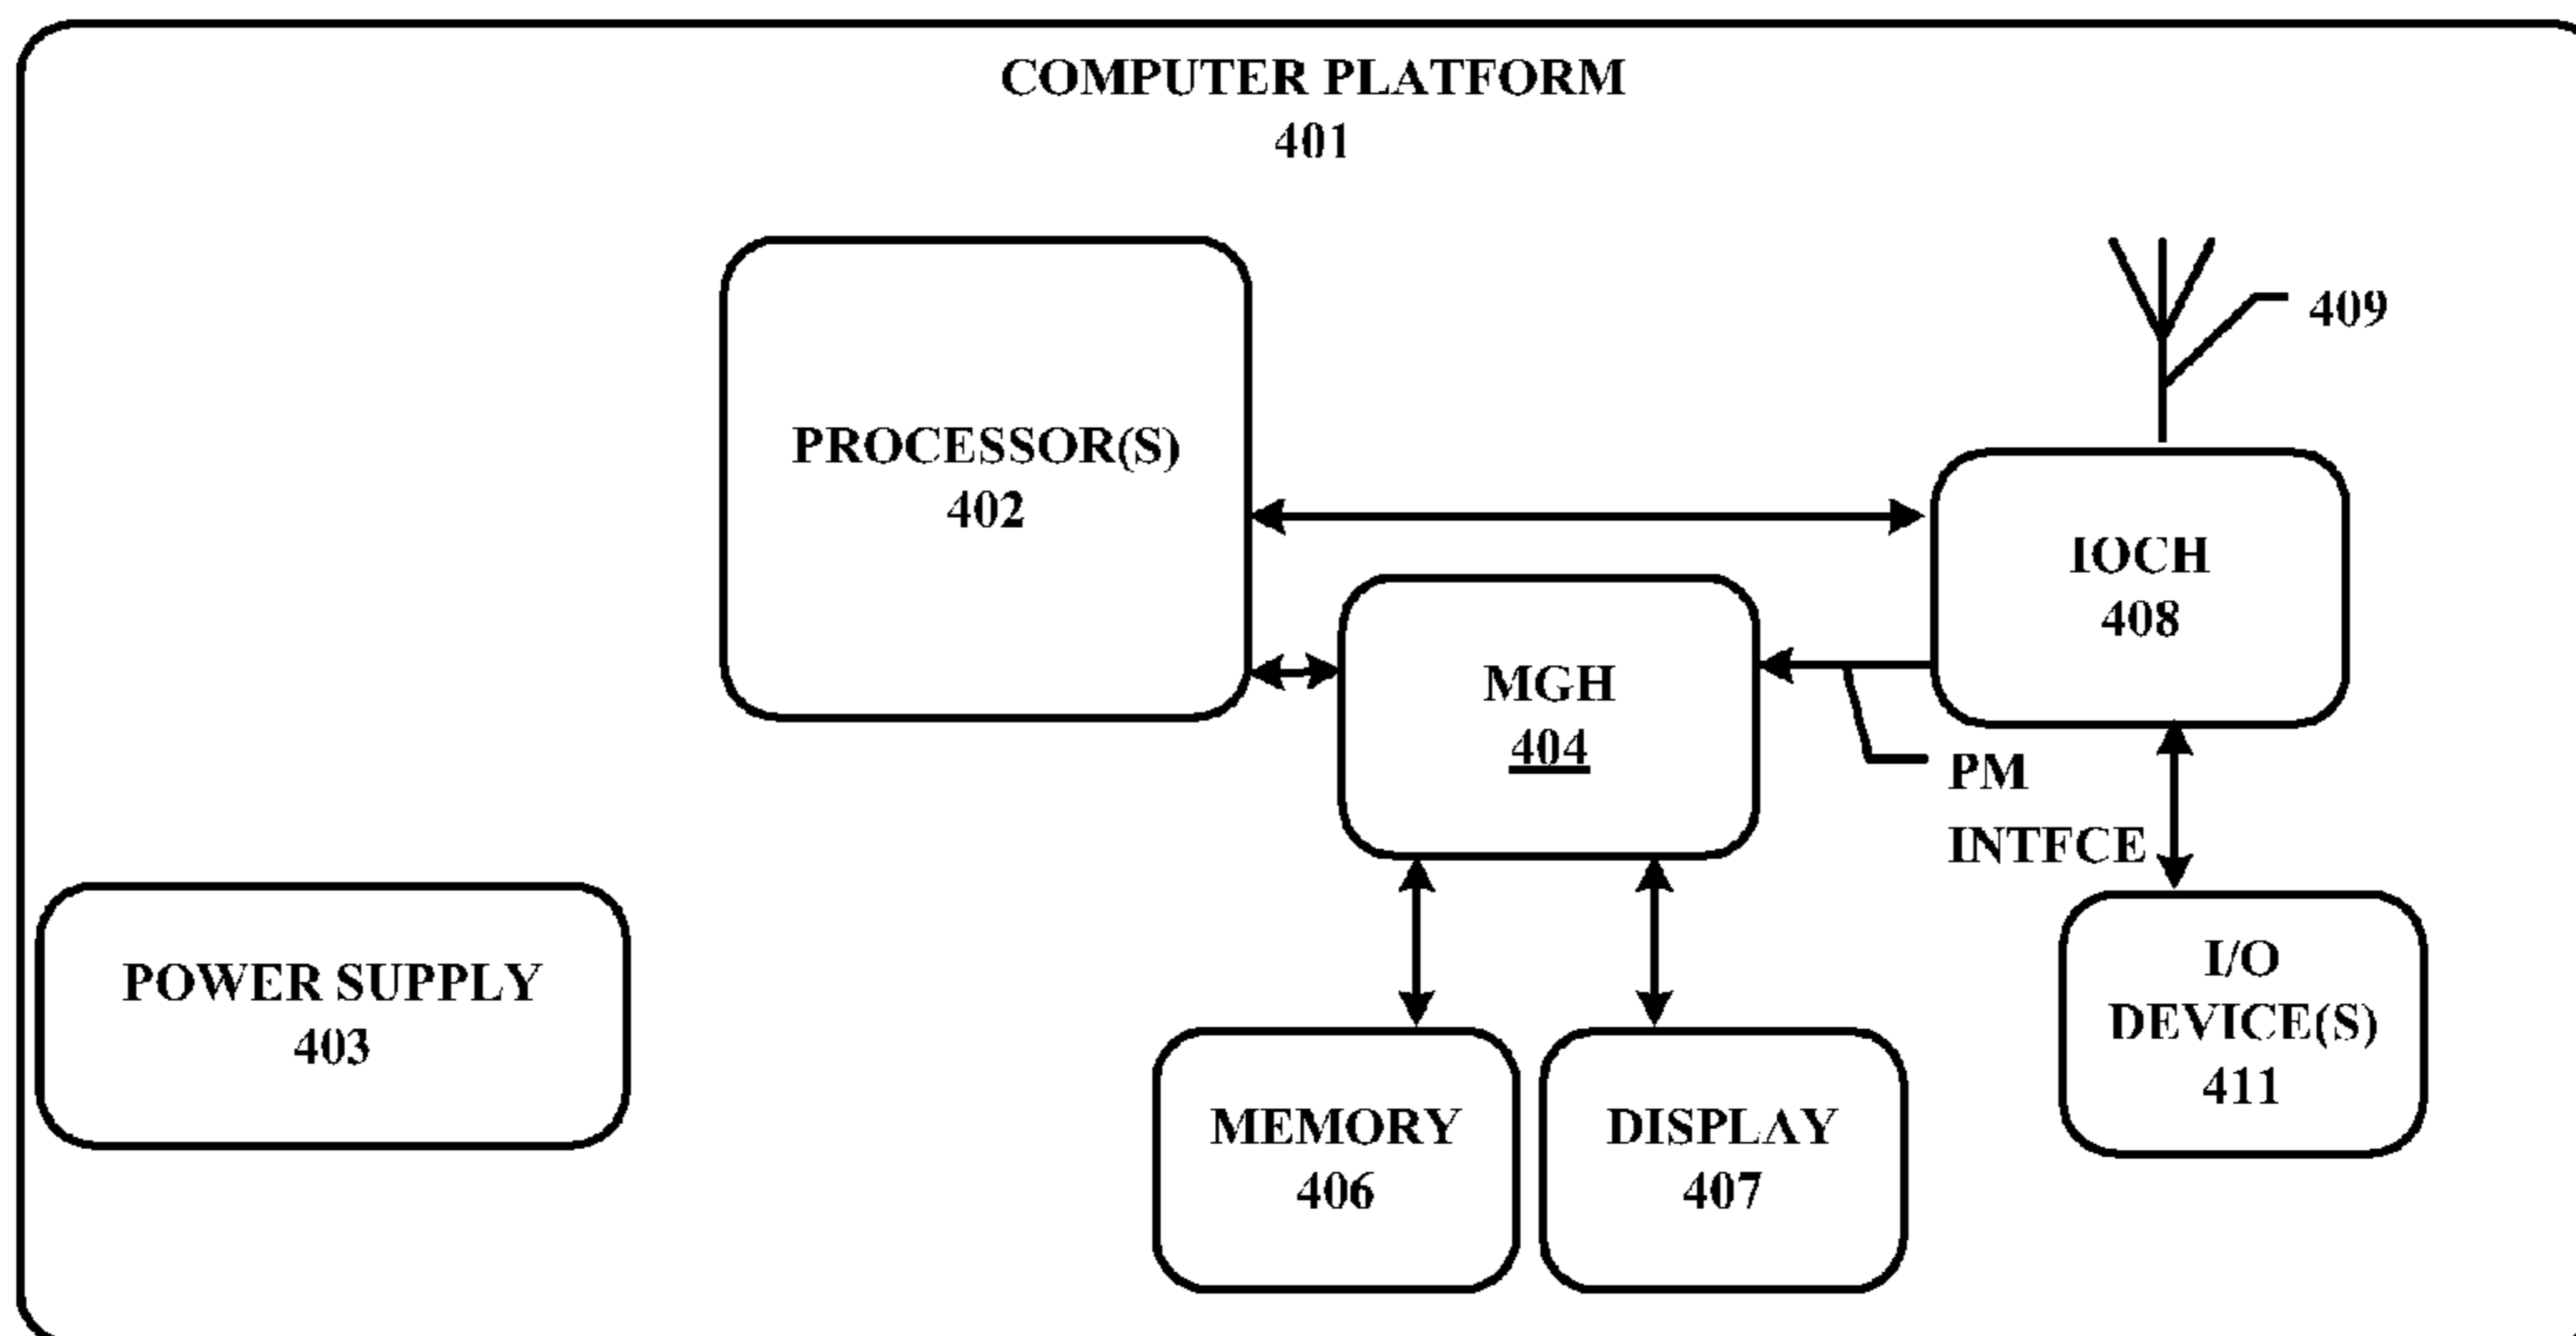 COMPUTER PLATFORM
401
PROCESSOR(S)
402
409
IOCH
408
MGH
404
PM
INTFCE
POWER SUPPLY
403
MEMORY
406
DISPLAY
407
I/O
DEVICE(S)
411